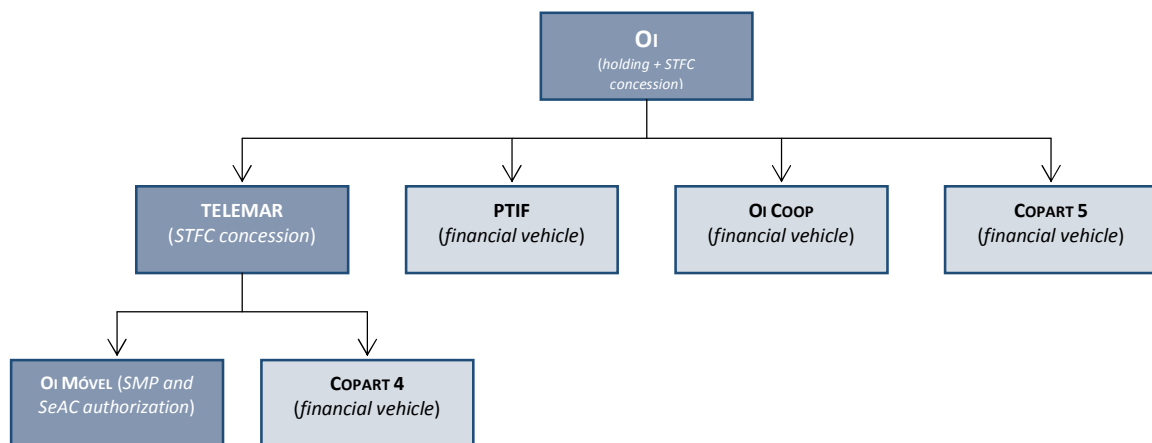 OI
(holding + STFC
concession)
TELEMAR
(STFC concession)
PTIF
(financial vehicle)
OI COOP
(financial vehicle)
COPART 5
(financial vehicle)
OI MÓVEL (SMP and
SeAC authorization)
COPART 4
(financial vehicle)